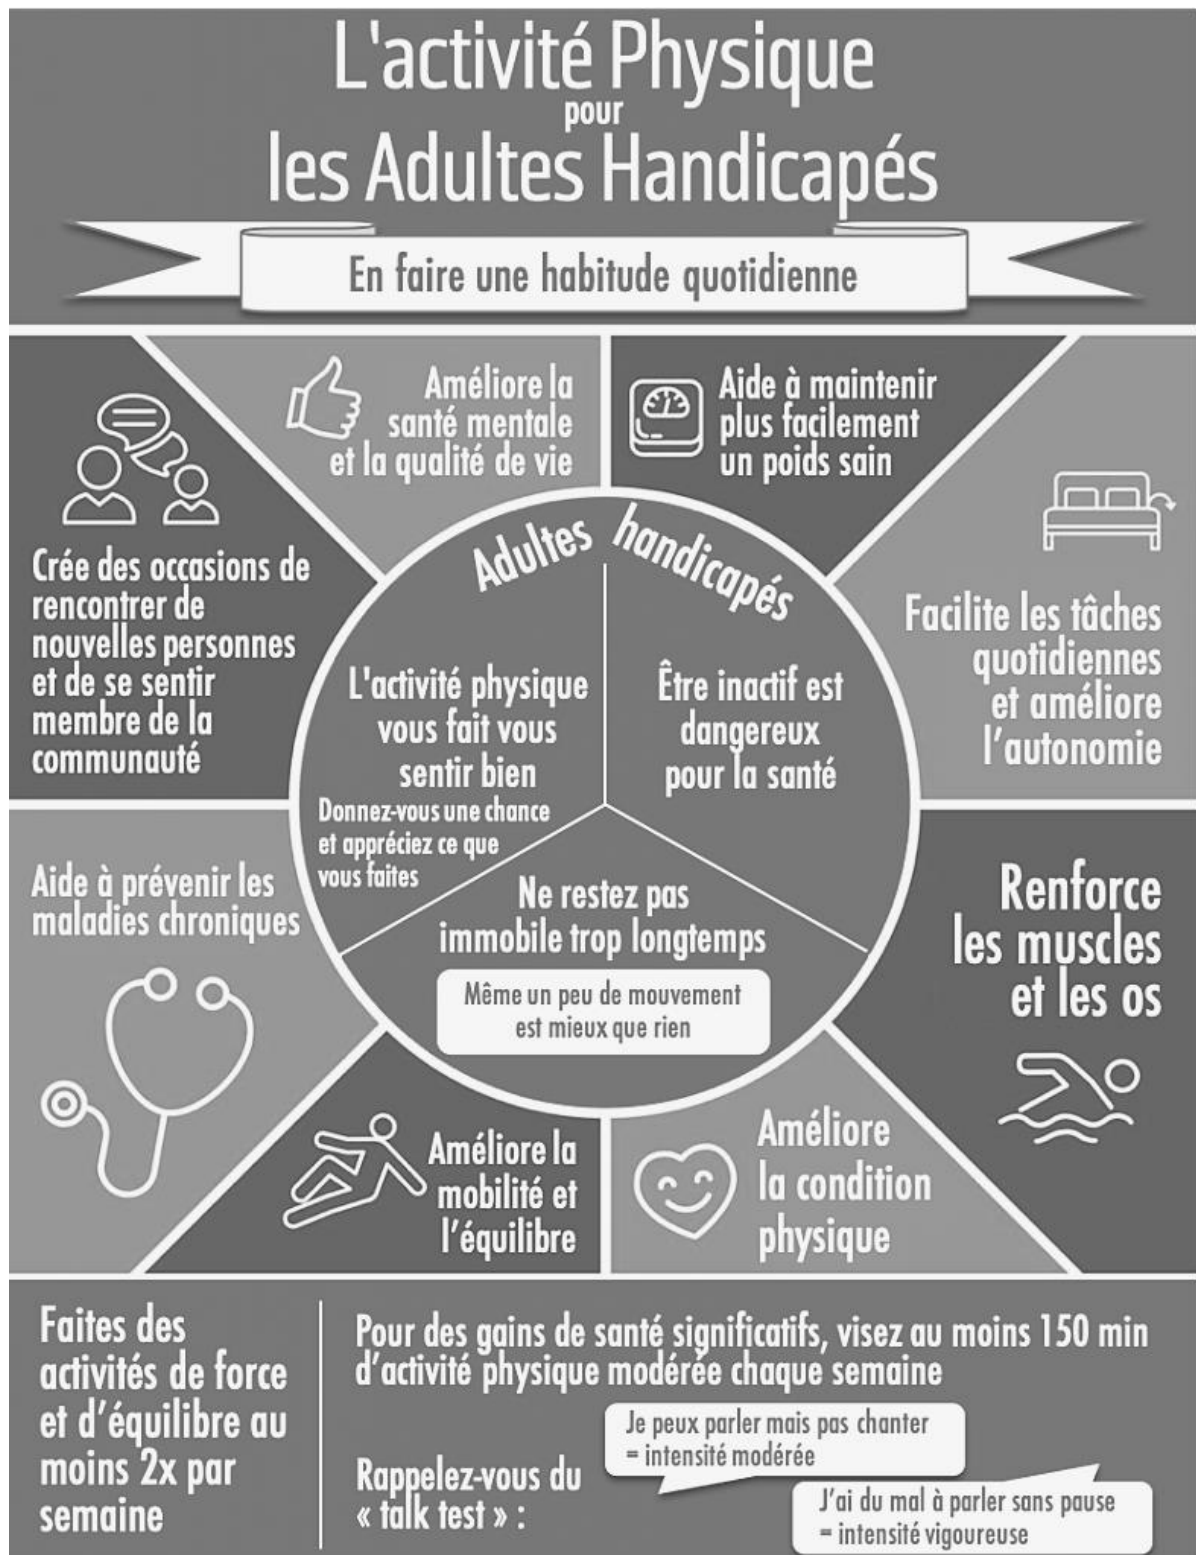 L'activité Physique
pour
les Adultes Handicapés
En faire une habitude quotidienne
Améliore la
santé mentale
et la qualité de vie
Aide à maintenir
plus facilement
un poids sain
Crée des occasions de
rencontrer de
nouvelles personnes
et de se sentir
membre de la
communauté
Facilite les tâches
quotidiennes
et améliore
l'autonomie
Adultes handicapés
L'activité physique
vous fait vous
sentir bien
Donnez-vous une chance
et appréciez ce que
vous faites
Être inactif est
dangereux
pour la santé
Ne restez pas
immobile trop longtemps
Même un peu de mouvement
est mieux que rien
Aide à prévenir les
maladies chroniques
Renforce
les muscles
et les os
Améliore la
mobilité et
l'équilibre
Améliore
la condition
physique
Faites des
activités de force
et d'équilibre au
moins 2x par
semaine
Pour des gains de santé significatifs, visez au moins 150 min
d'activité physique modérée chaque semaine
Rappelez-vous du
« talk test » :
Je peux parler mais pas chanter
= intensité modérée
J'ai du mal à parler sans pause
= intensité vigoureuse